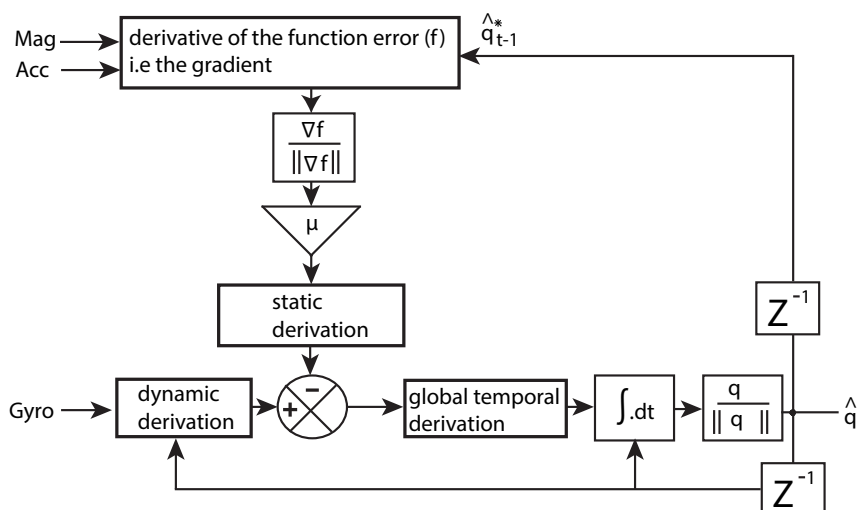 Mag
Acc
derivative of the function error (f)
i.e the gradient
^*
q t-1
∇f
||∇f||
μ
static
derivation
Z -1
Gyro
dynamic
derivation
−
+
global temporal
derivation
∫.dt
q
|| q ||
^
q
Z -1